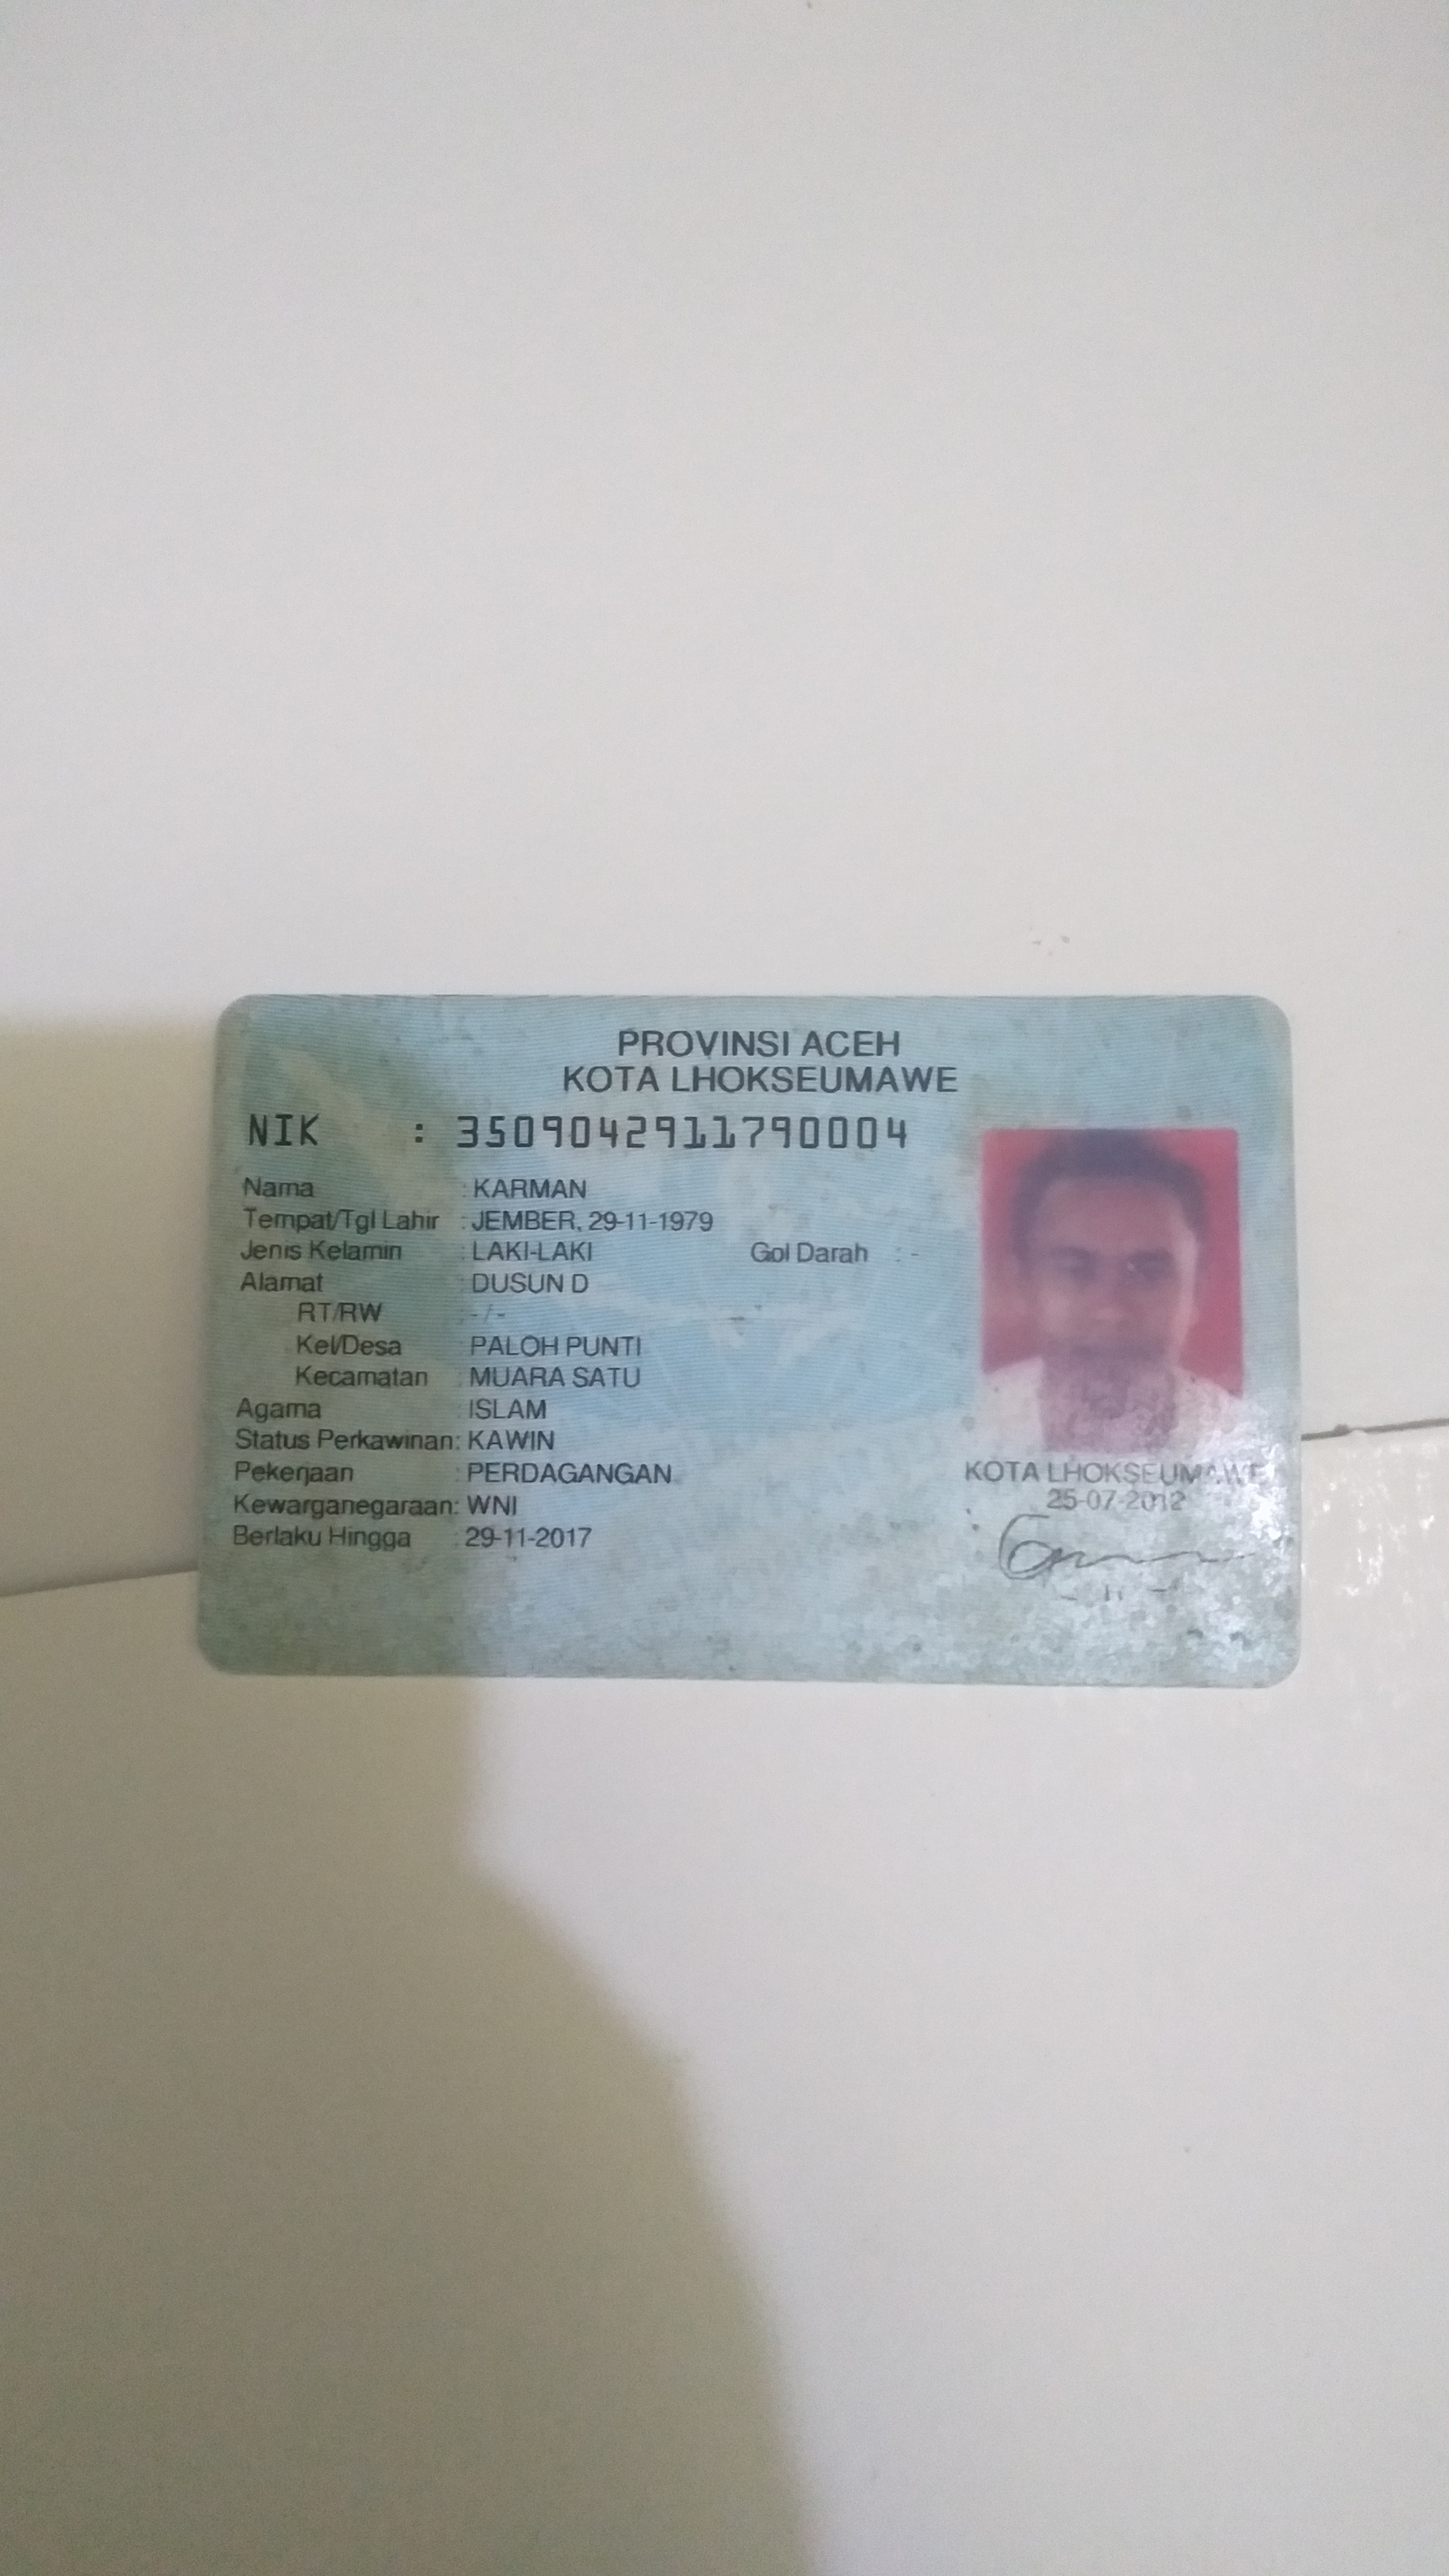 PROVINSI ACEH
KOTA LHOKSEUMAWE
NIK : 3509042911790004
Nama : KARMAN
Tempat/Tgl Lahir : JEMBER, 29-11-1979
Jenis Kelamin : LAKI-LAKI Gol Darah : -
Alamat : DUSUN D
RT/RW : - / -
Kel/Desa : PALOH PUNTI
Kecamatan : MUARA SATU
Agama : ISLAM
Status Perkawinan: KAWIN
Pekerjaan : PERDAGANGAN
Kewarganegaraan: WNI
Berlaku Hingga : 29-11-2017
KOTA LHOKSEUMAWE
25-07-2012